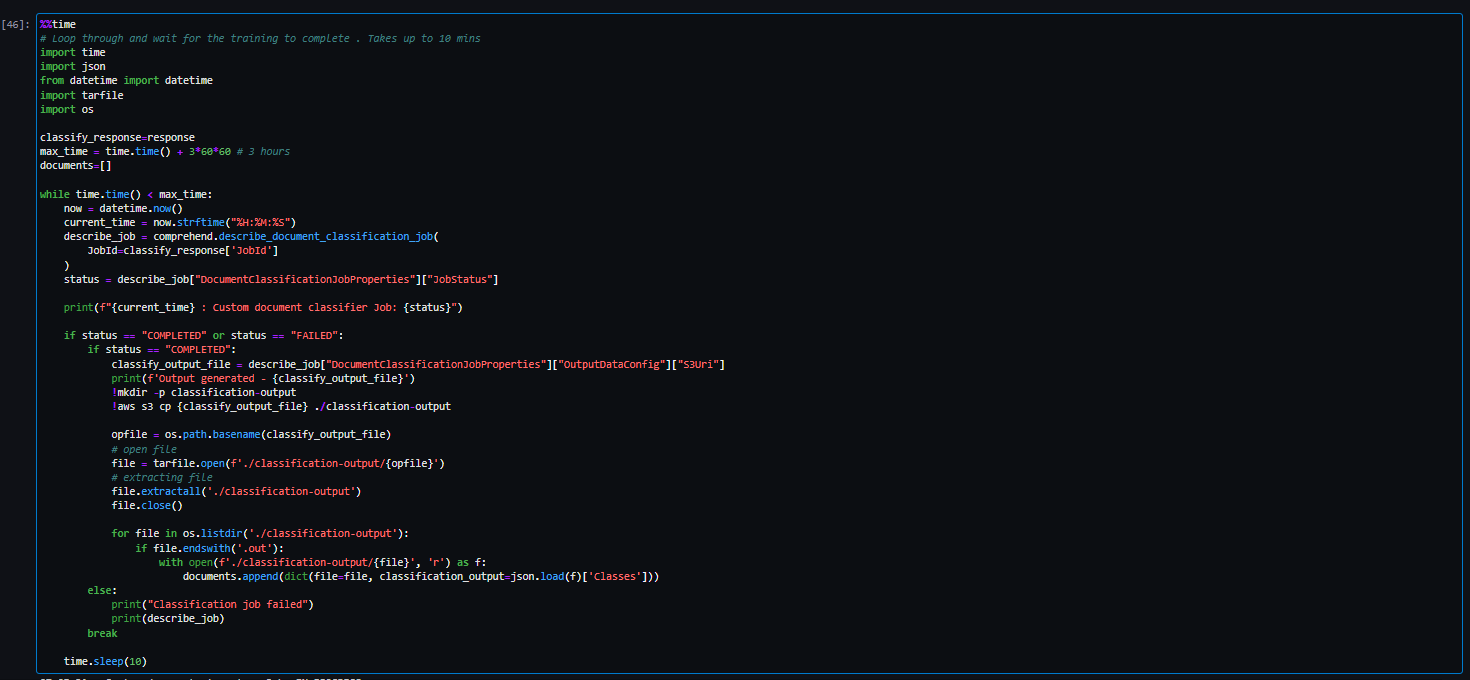 [46]: %%time
# Loop through and wait for the training to complete . Takes up to 10 mins
import time
import json
from datetime import datetime
import tarfile
import os

classify_response=response
max_time = time.time() + 3*60*60 # 3 hours
documents=[]

while time.time() < max_time:
    now = datetime.now()
    current_time = now.strftime("%H:%M:%S")
    describe_job = comprehend.describe_document_classification_job(
        JobId=classify_response['JobId']
    )
    status = describe_job["DocumentClassificationJobProperties"]["JobStatus"]

    print(f"{current_time} : Custom document classifier Job: {status}")

    if status == "COMPLETED" or status == "FAILED":
        if status == "COMPLETED":
            classify_output_file = describe_job["DocumentClassificationJobProperties"]["OutputDataConfig"]["S3Uri"]
            print(f'Output generated - {classify_output_file}')
            !mkdir -p classification-output
            !aws s3 cp {classify_output_file} ./classification-output

            opfile = os.path.basename(classify_output_file)
            # open file
            file = tarfile.open(f'./classification-output/{opfile}')
            # extracting file
            file.extractall('./classification-output')
            file.close()

            for file in os.listdir('./classification-output'):
                if file.endswith('.out'):
                    with open(f'./classification-output/{file}', 'r') as f:
                        documents.append(dict(file=file, classification_output=json.load(f)['Classes']))
        else:
            print("Classification job failed")
            print(describe_job)
        break

    time.sleep(10)